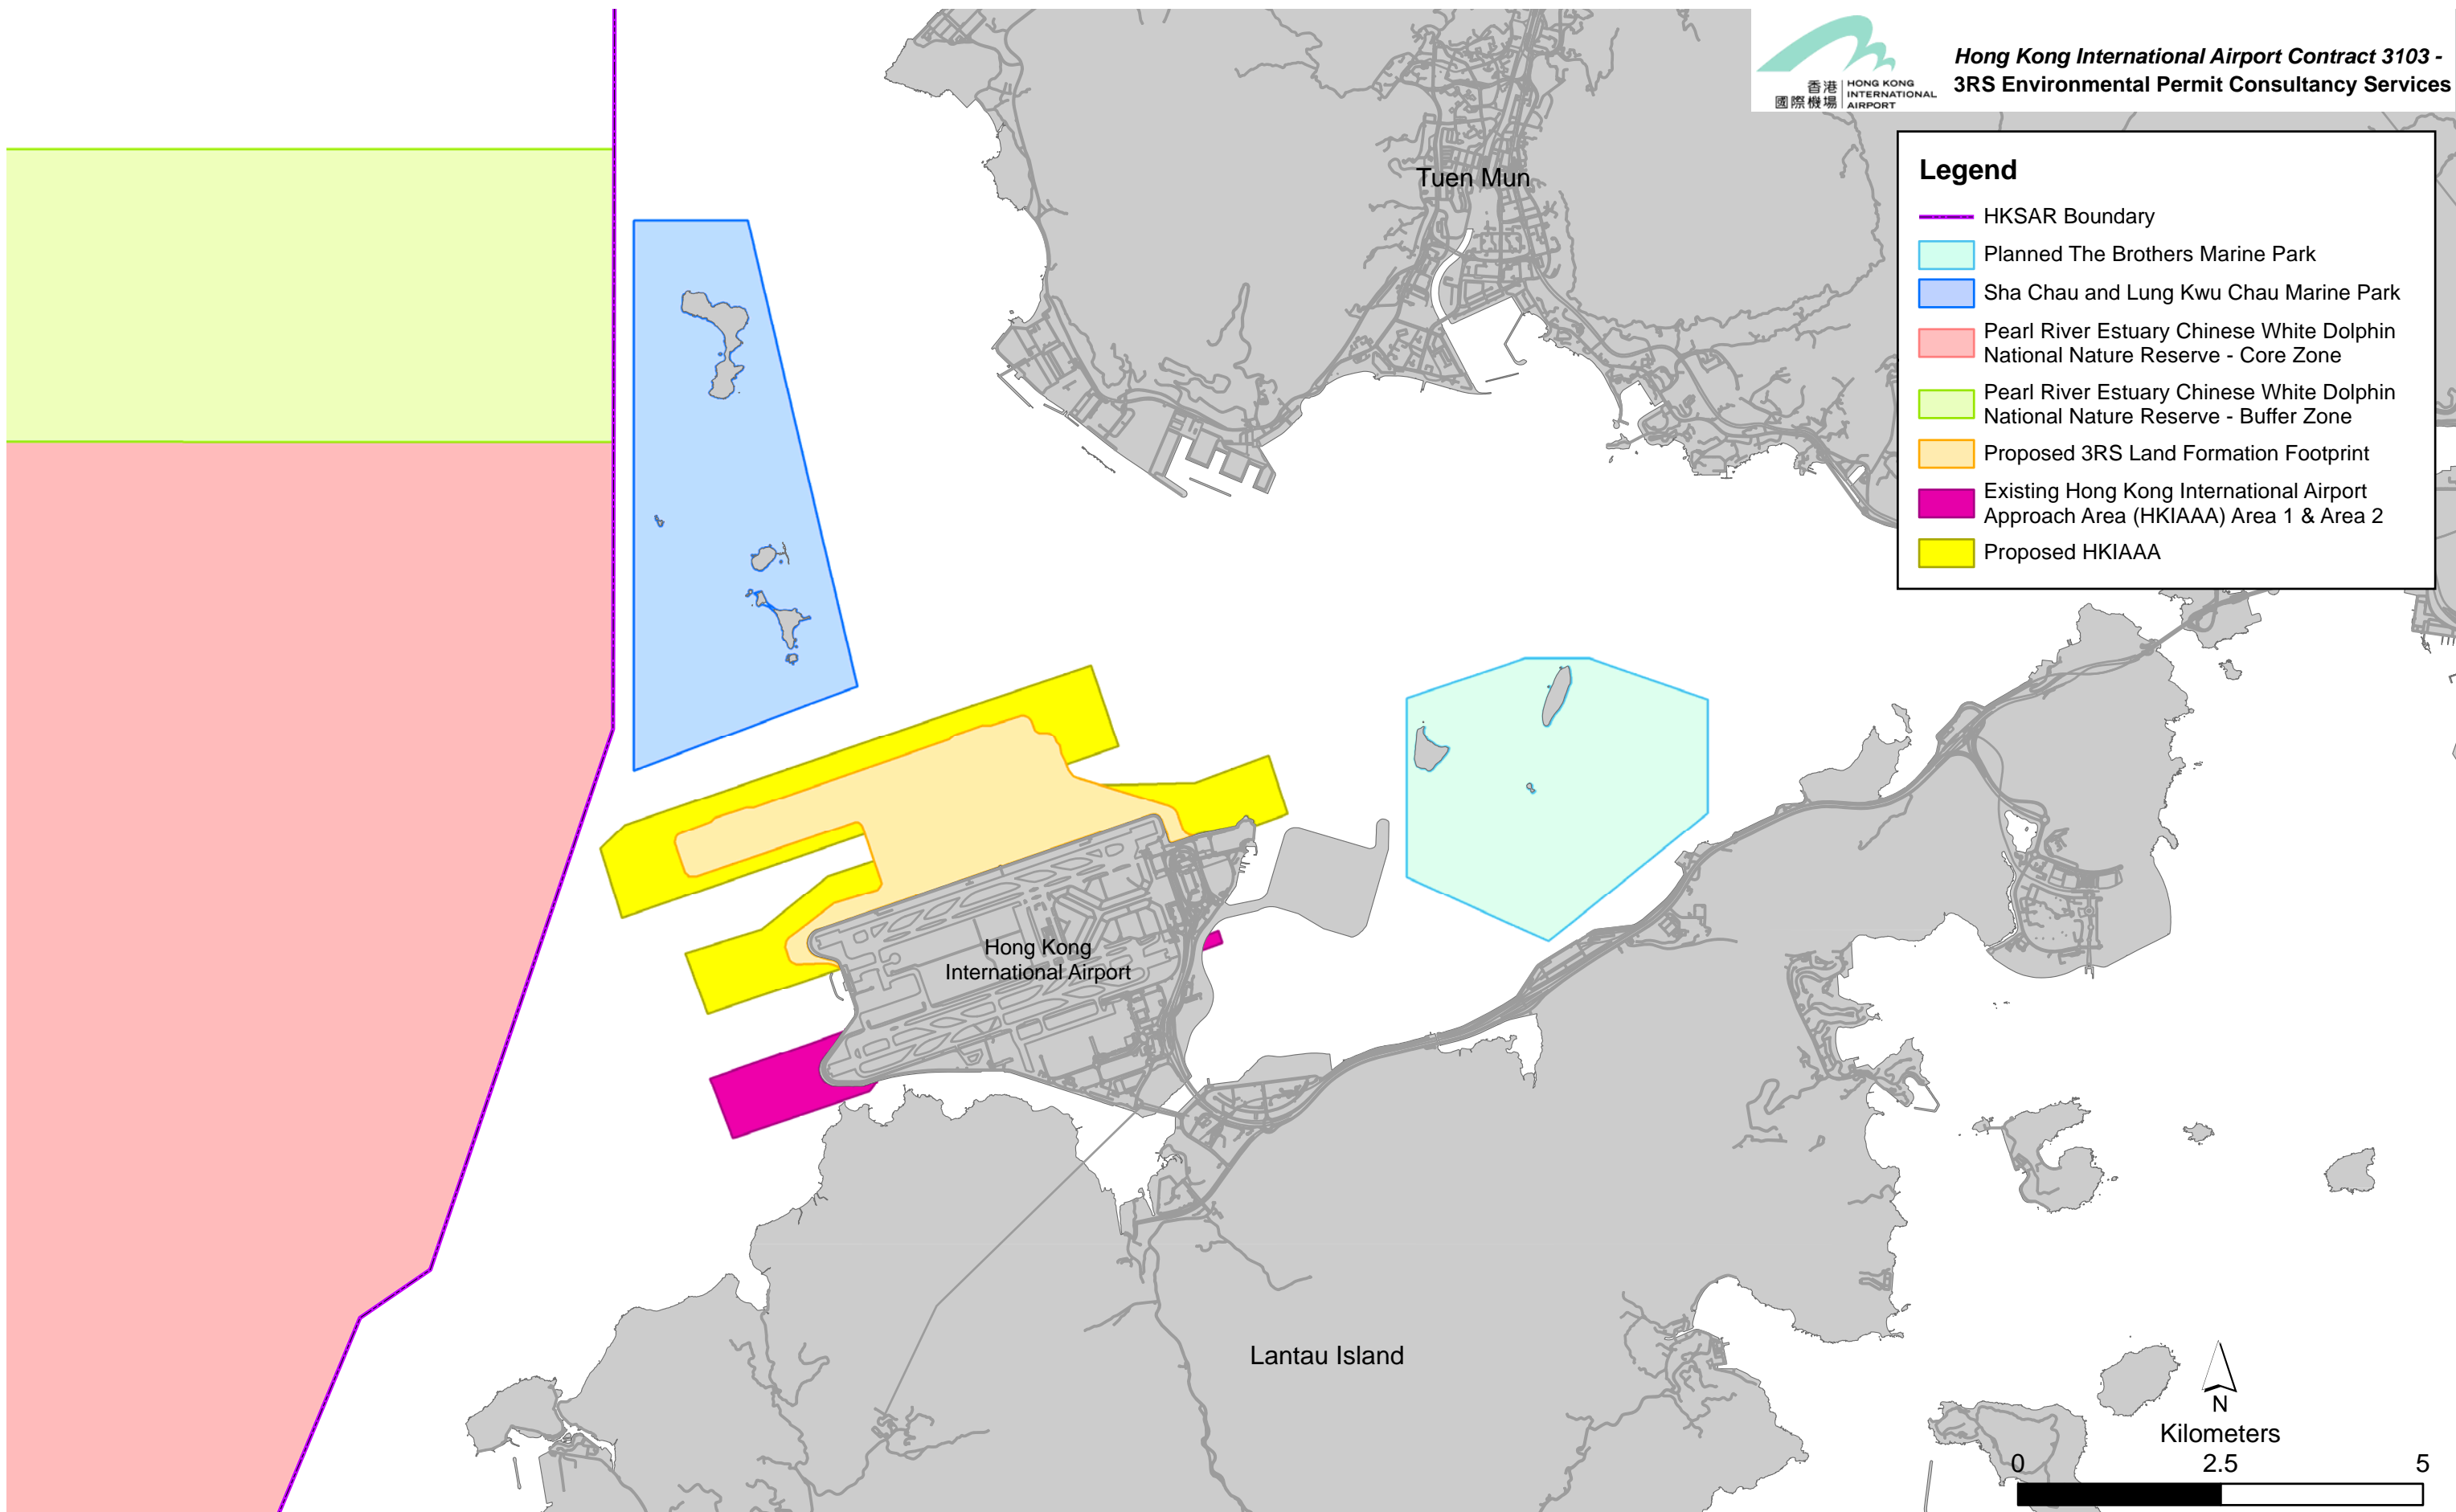 香港
國際機場
HONG KONG
INTERNATIONAL
AIRPORT
Hong Kong International Airport Contract 3103 -
3RS Environmental Permit Consultancy Services
Legend
HKSAR Boundary
Planned The Brothers Marine Park
Sha Chau and Lung Kwu Chau Marine Park
Pearl River Estuary Chinese White Dolphin
National Nature Reserve - Core Zone
Pearl River Estuary Chinese White Dolphin
National Nature Reserve - Buffer Zone
Proposed 3RS Land Formation Footprint
Existing Hong Kong International Airport
Approach Area (HKIAAA) Area 1 & Area 2
Proposed HKIAAA
Tuen Mun
Hong Kong
International Airport
Lantau Island
N
Kilometers
0 2.5 5